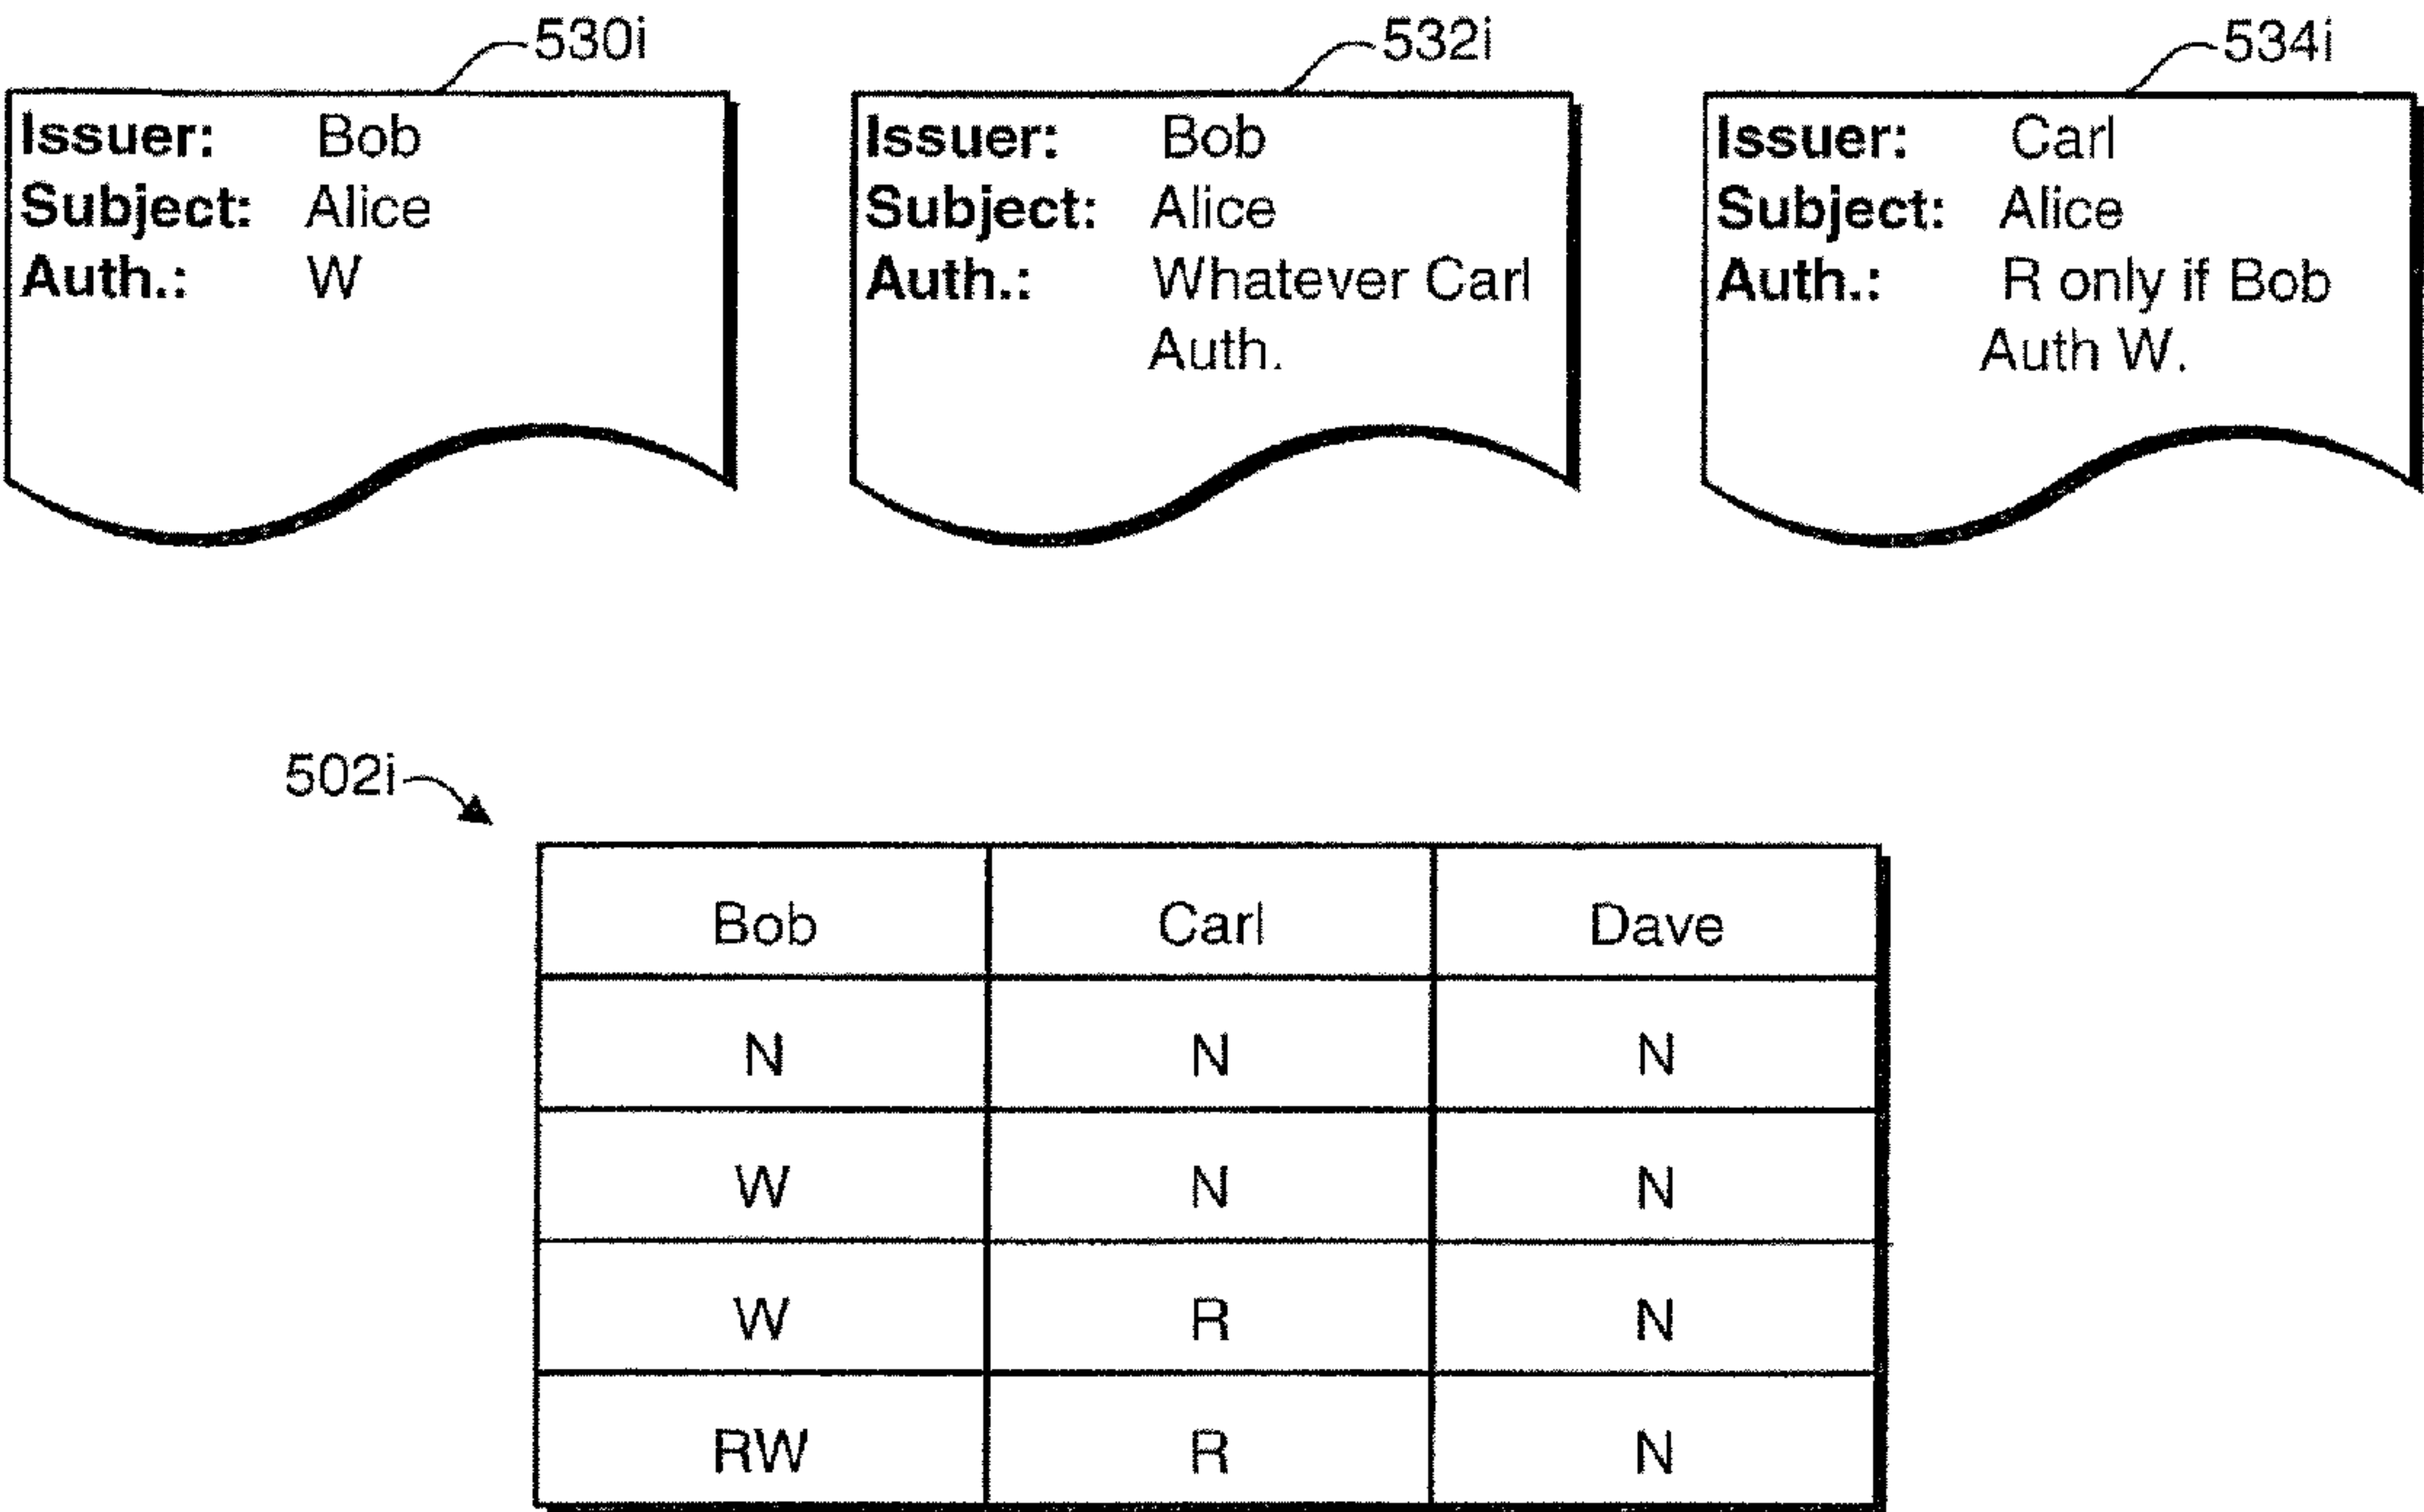 530i 532i 534i
Issuer: Bob
Subject: Alice
Auth.: W
Issuer: Bob
Subject: Alice
Auth.: Whatever Carl
Auth.
Issuer: Carl
Subject: Alice
Auth.: R only if Bob
Auth W.
502i
Bob Carl Dave
N N N
W N N
W R N
RW R N